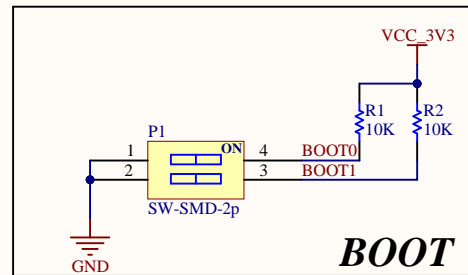 VCC_3V3
R1
10K
R2
10K
P1
ON
1
2
4
3
BOOT0
BOOT1
SW-SMD-2p
GND
BOOT